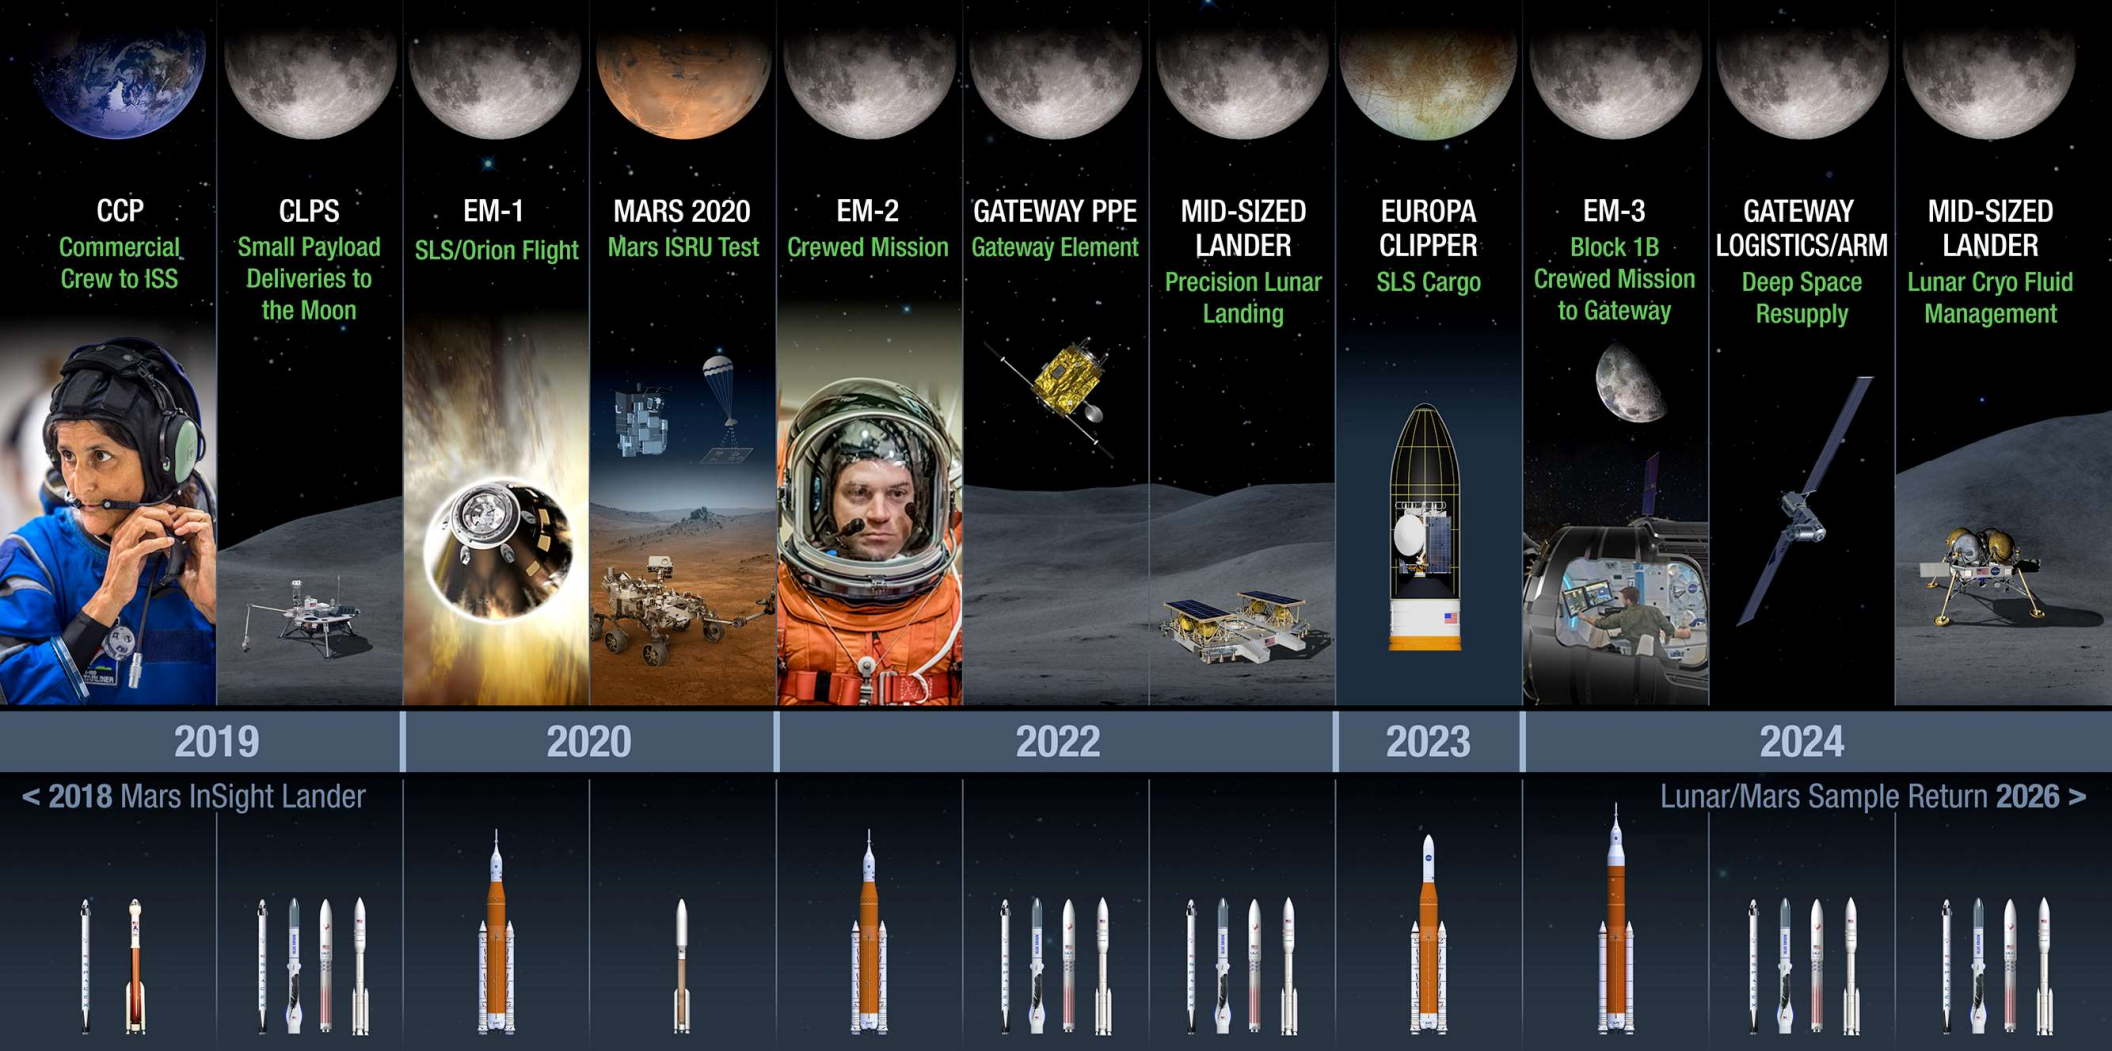 CCP
Commercial
Crew to ISS
CLPS
Small Payload
Deliveries to
the Moon
EM-1
SLS/Orion Flight
MARS 2020
Mars ISRU Test
EM-2
Crewed Mission
GATEWAY PPE
Gateway Element
MID-SIZED
LANDER
Precision Lunar
Landing
EUROPA
CLIPPER
SLS Cargo
EM-3
Block 1B
Crewed Mission
to Gateway
GATEWAY
LOGISTICS/ARM
Deep Space
Resupply
MID-SIZED
LANDER
Lunar Cryo Fluid
Management
2019
2020
2022
2023
2024
< 2018 Mars InSight Lander
Lunar/Mars Sample Return 2026 >